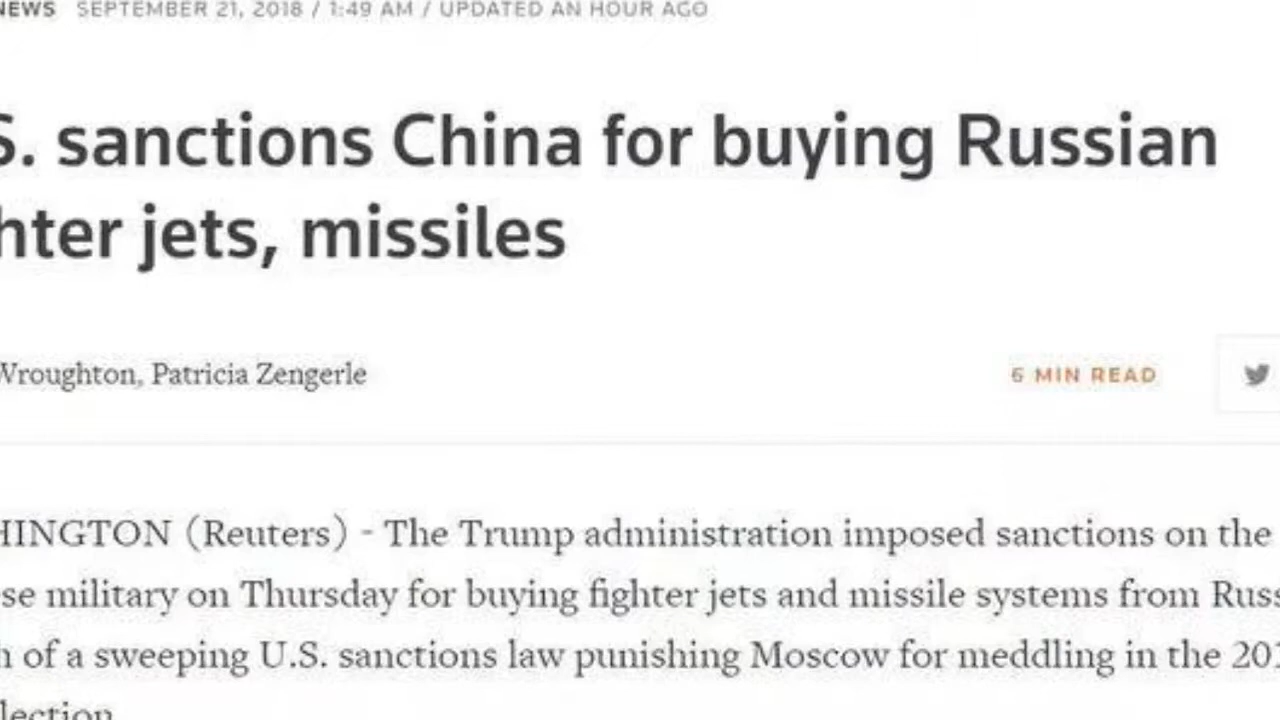 NEWS SEPTEMBER 21, 2018 / 1:49 AM / UPDATED AN HOUR AGO
S. sanctions China for buying Russian
hter jets, missiles
Wroughton, Patricia Zengerle
6 MIN READ
HINGTON (Reuters) - The Trump administration imposed sanctions on the
se military on Thursday for buying fighter jets and missile systems from Russ
h of a sweeping U.S. sanctions law punishing Moscow for meddling in the 201
lection.